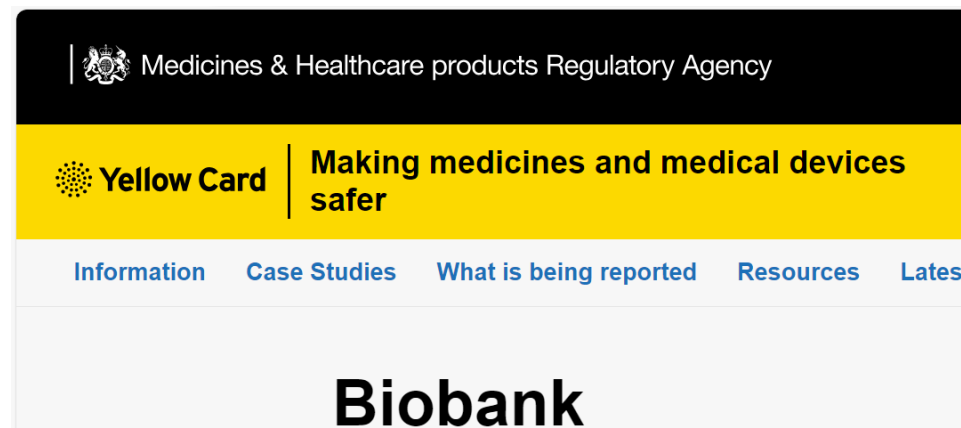 Medicines & Healthcare products Regulatory Agency
Yellow Card
Making medicines and medical devices
safer
Information Case Studies What is being reported Resources Lates
Biobank